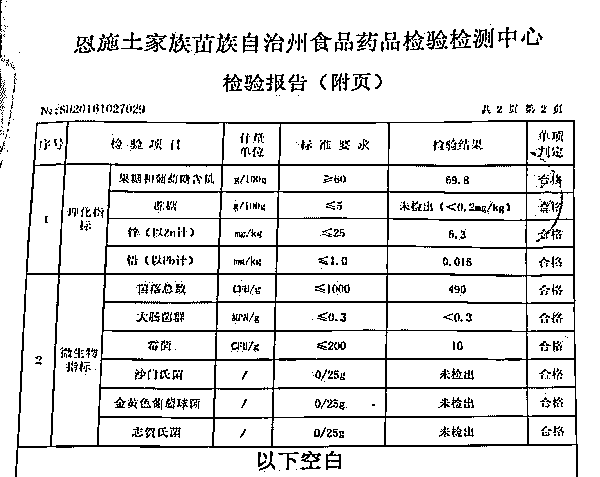 恩施土家族苗族自治州食品药品检验检测中心
检验报告（附页）
№:SH20161027029 共 2 页 第 2 页
序号 检 验 项 目 计量单位 标 准 要 求 检验结果 单项判定
1 理化指标 果糖和葡萄糖含量 g/100g ≥60 69.8 合格
蔗糖 g/100g ≤5 未检出（<0.2mg/kg） 合格
锌（以Zn计） mg/kg ≤25 6.3 合格
铅（以Pb计） mg/kg ≤1.0 0.018 合格
2 微生物指标 菌落总数 CFU/g ≤1000 490 合格
大肠菌群 MPN/g ≤0.3 <0.3 合格
霉菌 CFU/g ≤200 10 合格
沙门氏菌 / 0/25g 未检出 合格
金黄色葡萄球菌 / 0/25g 未检出 合格
志贺氏菌 / 0/25g 未检出 合格
以下空白